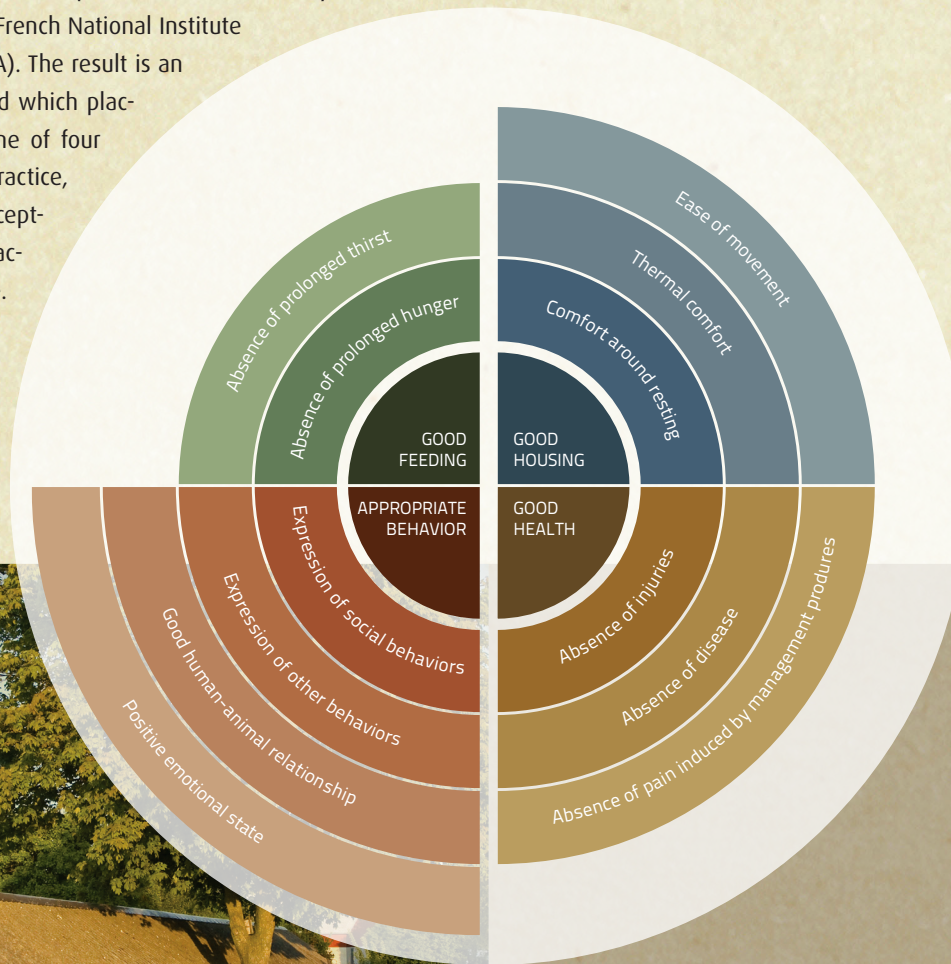 French National Institute
A). The result is an
d which plac-
ne of four
ractice,
cept-
ac-
.
Absence of prolonged thirst
Absence of prolonged hunger
GOOD
FEEDING
Ease of movement
Thermal comfort
Comfort around resting
GOOD
HOUSING
APPROPRIATE
BEHAVIOR
Expression of social behaviors
Expression of other behaviors
Good human-animal relationship
Positive emotional state
GOOD
HEALTH
Absence of injuries
Absence of disease
Absence of pain induced by management produres